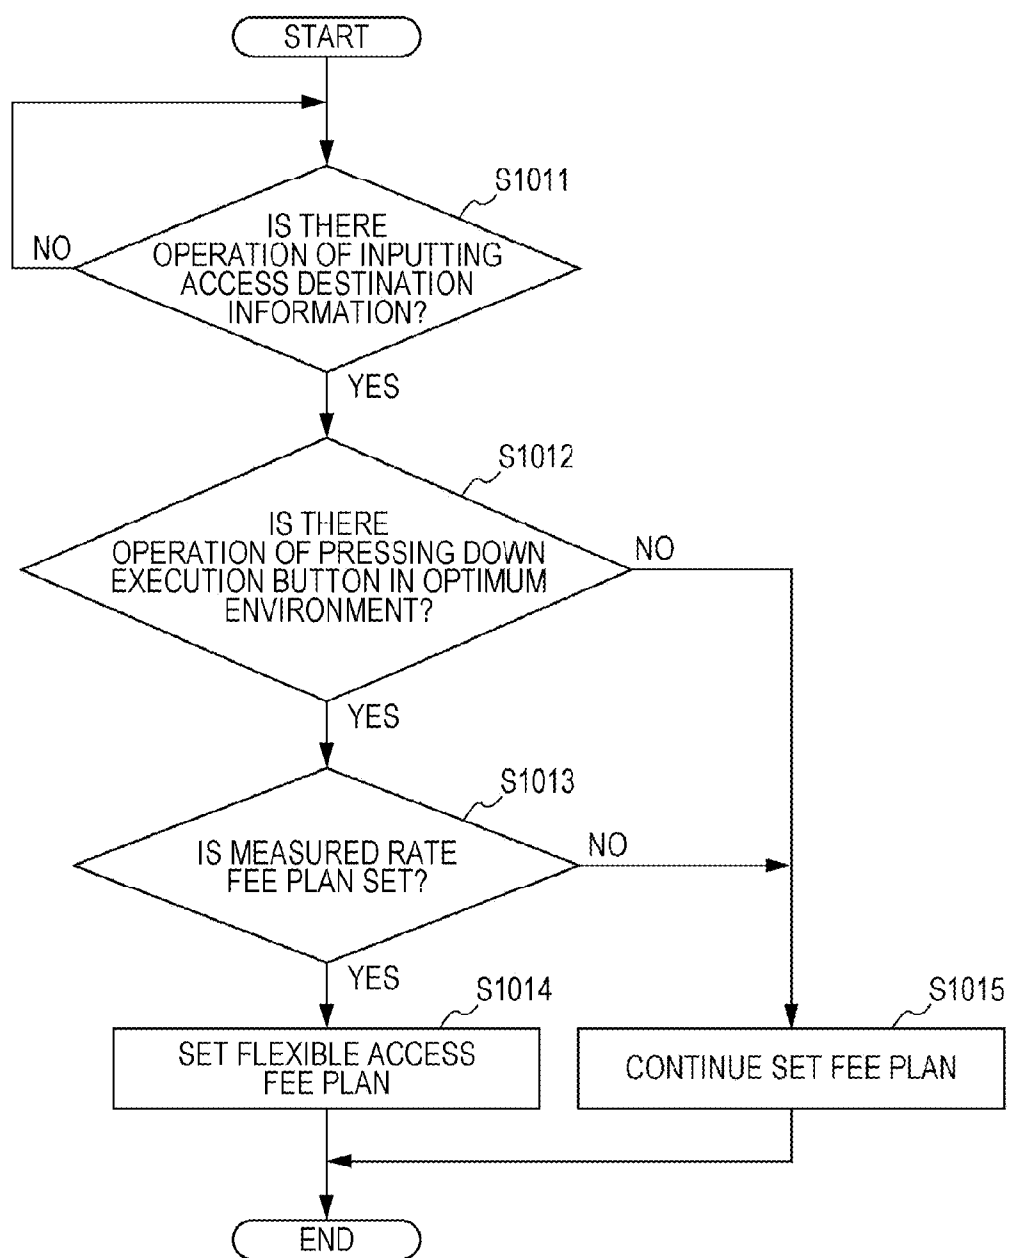 START
S1011
IS THERE
OPERATION OF INPUTTING
ACCESS DESTINATION
INFORMATION?
NO
YES
S1012
IS THERE
OPERATION OF PRESSING DOWN
EXECUTION BUTTON IN OPTIMUM
ENVIRONMENT?
NO
YES
S1013
IS MEASURED RATE
FEE PLAN SET?
NO
YES
S1014
SET FLEXIBLE ACCESS
FEE PLAN
S1015
CONTINUE SET FEE PLAN
END